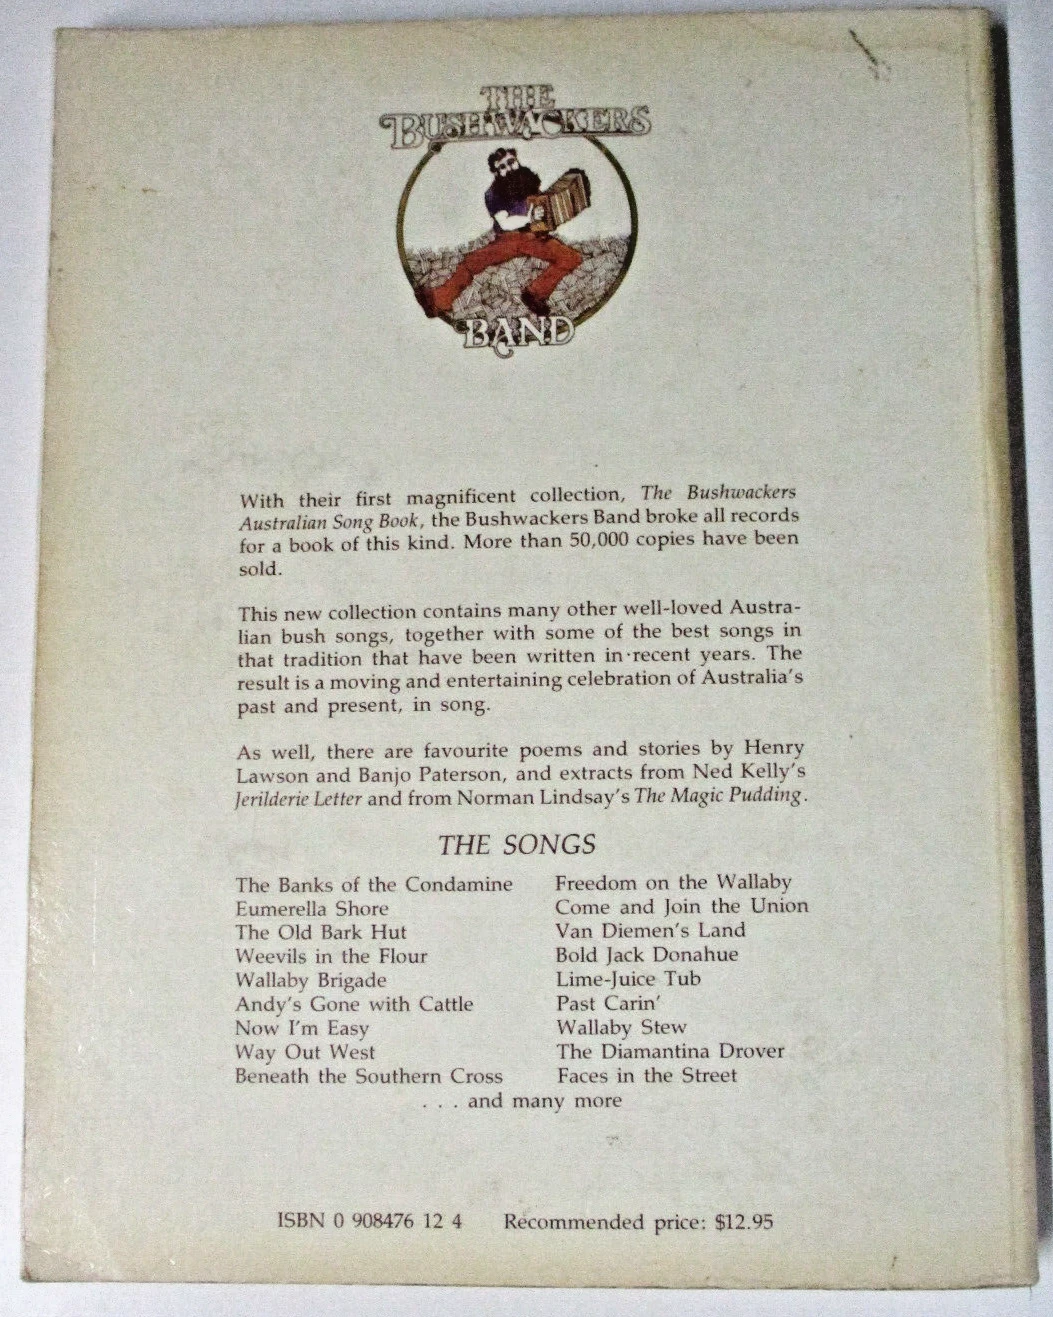 THE
BUSHWACKERS
BAND
With their first magnificent collection, The Bushwackers
Australian Song Book, the Bushwackers Band broke all records
for a book of this kind. More than 50,000 copies have been
sold.
This new collection contains many other well-loved Austra-
lian bush songs, together with some of the best songs in
that tradition that have been written in recent years. The
result is a moving and entertaining celebration of Australia's
past and present, in song.
As well, there are favourite poems and stories by Henry
Lawson and Banjo Paterson, and extracts from Ned Kelly's
Jerilderie Letter and from Norman Lindsay's The Magic Pudding.
THE SONGS
The Banks of the Condamine
Eumerella Shore
The Old Bark Hut
Weevils in the Flour
Wallaby Brigade
Andy's Gone with Cattle
Now I'm Easy
Way Out West
Beneath the Southern Cross
Freedom on the Wallaby
Come and Join the Union
Van Diemen's Land
Bold Jack Donahue
Lime-Juice Tub
Past Carin'
Wallaby Stew
The Diamantina Drover
Faces in the Street
. . . and many more
ISBN 0 908476 12 4 Recommended price: $12.95